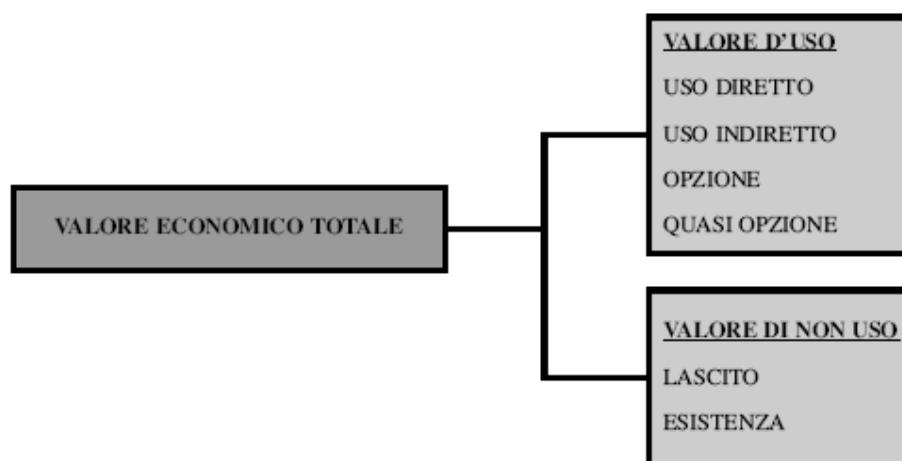 VALORE ECONOMICO TOTALE
VALORE D'USO
USO DIRETTO
USO INDIRETTO
OPZIONE
QUASI OPZIONE
VALORE DI NON USO
LASCITO
ESISTENZA